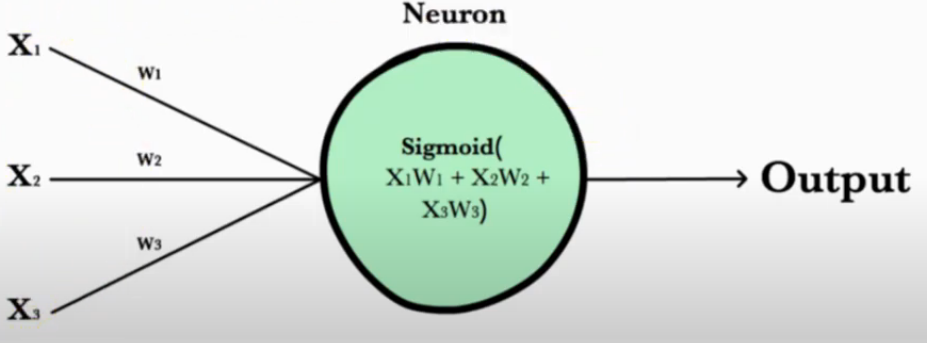 Neuron
X₁
W₁
W₂
X₂
W₃
X₃
Sigmoid(
X₁W₁ + X₂W₂ +
X₃W₃)
Output